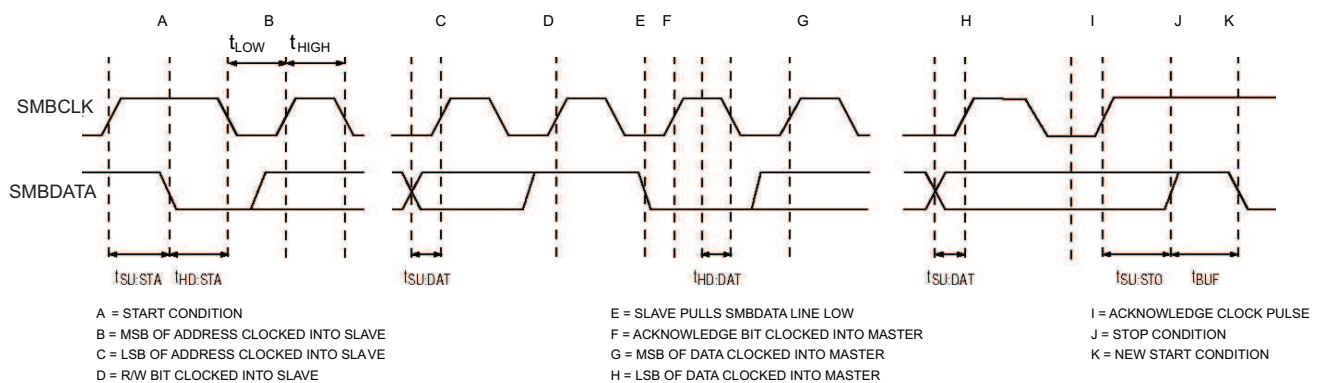 A B C D E F G H I J K
tLOW tHIGH
SMBCLK
SMBDATA
tSU:STA tHD:STA tSU:DAT tHD:DAT tSU:DAT tSU:STO tBUF
A = START CONDITION
B = MSB OF ADDRESS CLOCKED INTO SLAVE
C = LSB OF ADDRESS CLOCKED INTO SLAVE
D = R/W BIT CLOCKED INTO SLAVE
E = SLAVE PULLS SMBDATA LINE LOW
F = ACKNOWLEDGE BIT CLOCKED INTO MASTER
G = MSB OF DATA CLOCKED INTO MASTER
H = LSB OF DATA CLOCKED INTO MASTER
I = ACKNOWLEDGE CLOCK PULSE
J = STOP CONDITION
K = NEW START CONDITION